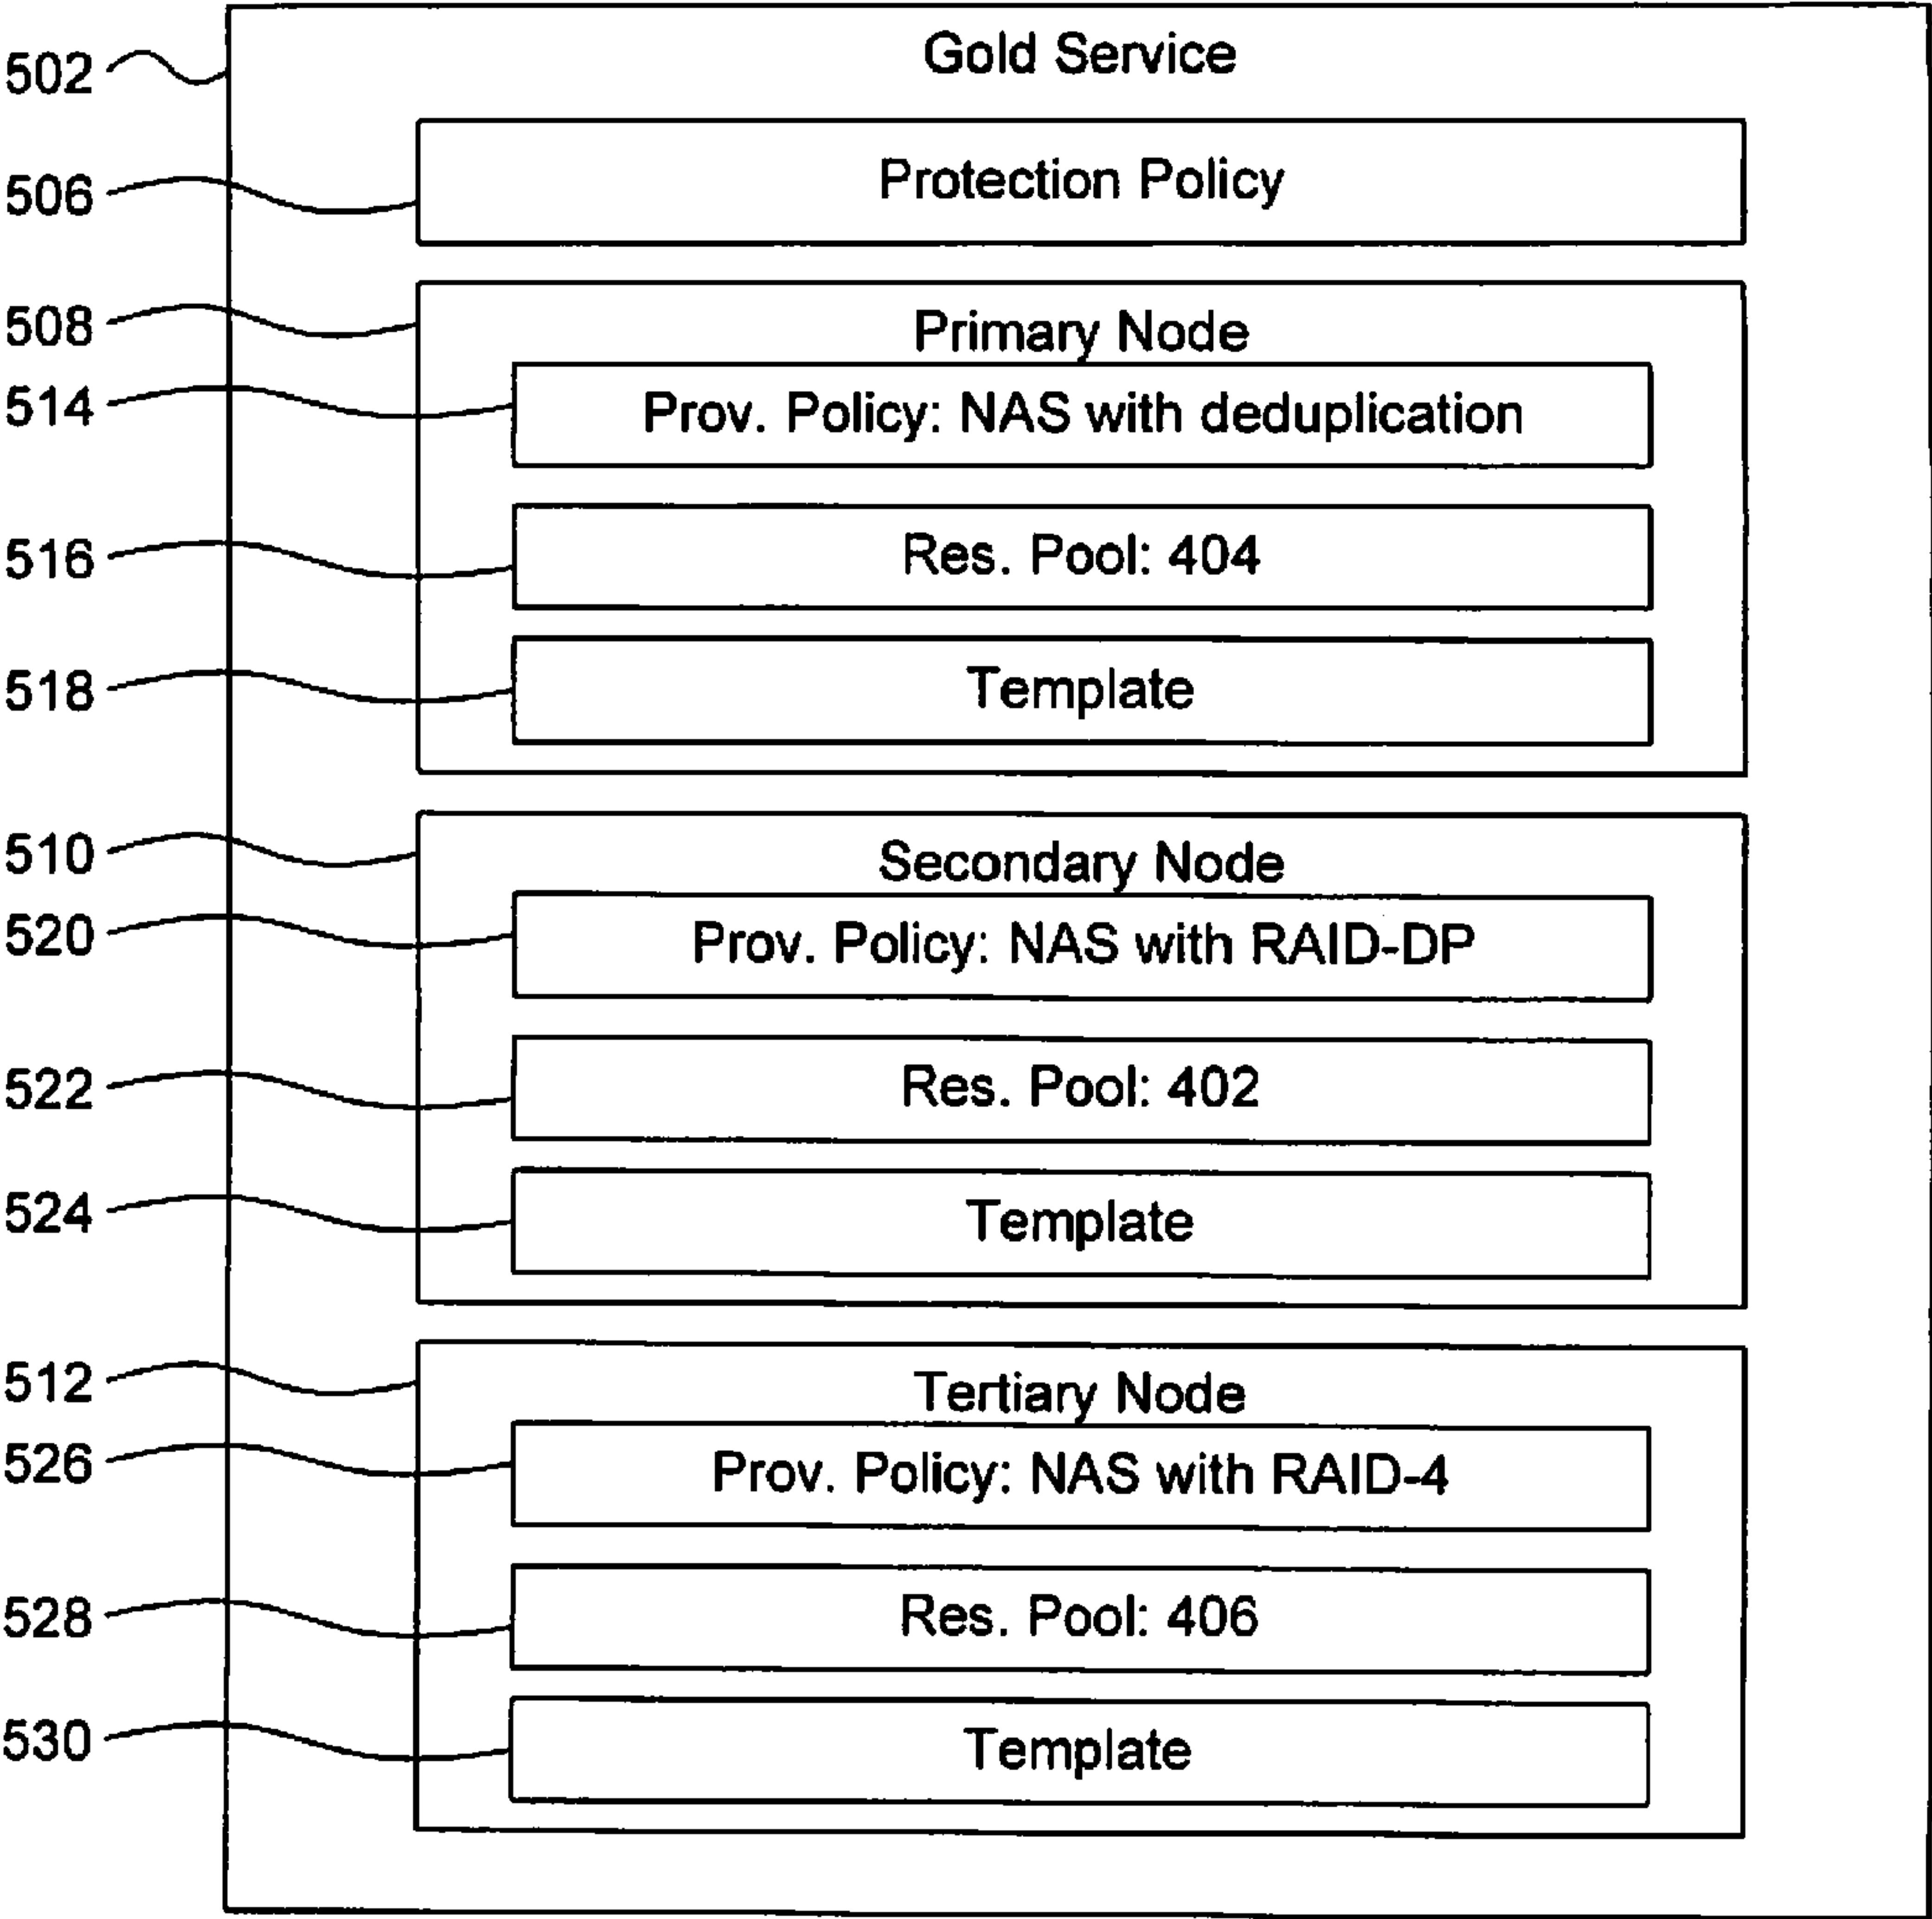 502
Gold Service
506
Protection Policy
508
Primary Node
514
Prov. Policy: NAS with deduplication
516
Res. Pool: 404
518
Template
510
Secondary Node
520
Prov. Policy: NAS with RAID-DP
522
Res. Pool: 402
524
Template
512
Tertiary Node
526
Prov. Policy: NAS with RAID-4
528
Res. Pool: 406
530
Template